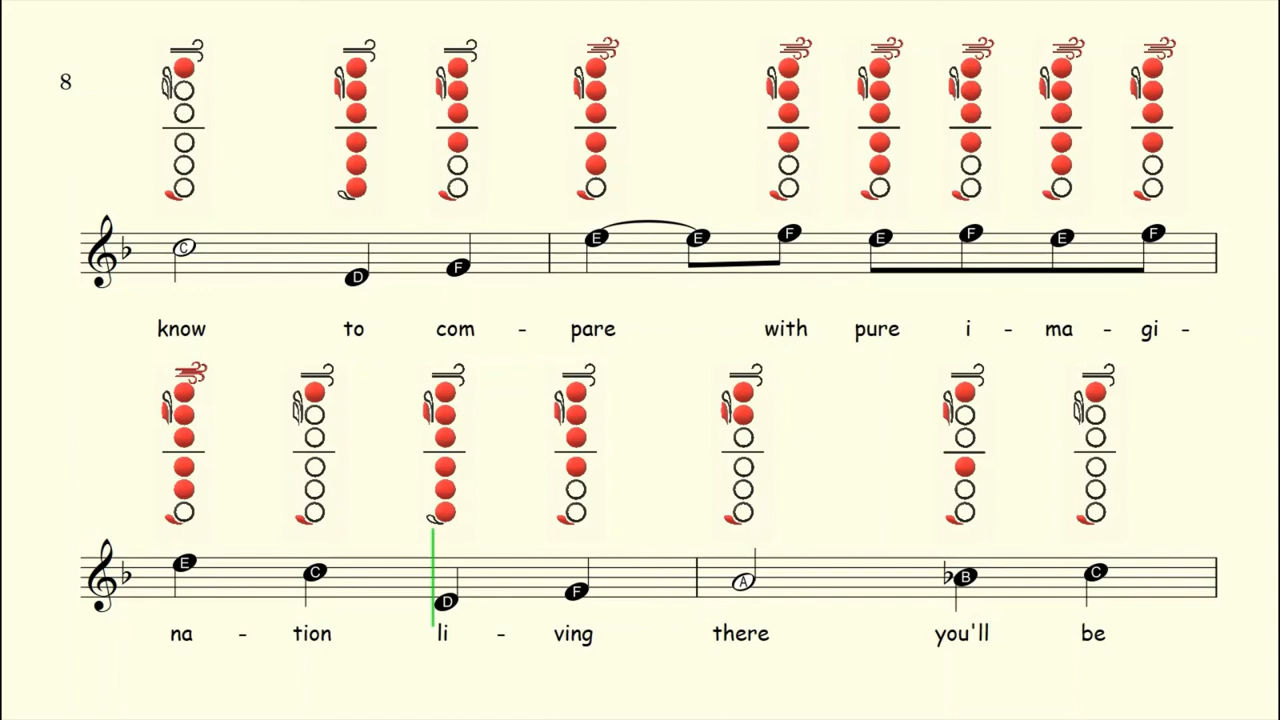 8
C D F E E F E F E F
know to com - pare with pure i - ma - gi -
E C D F A B C
na - tion li - ving there you'll be